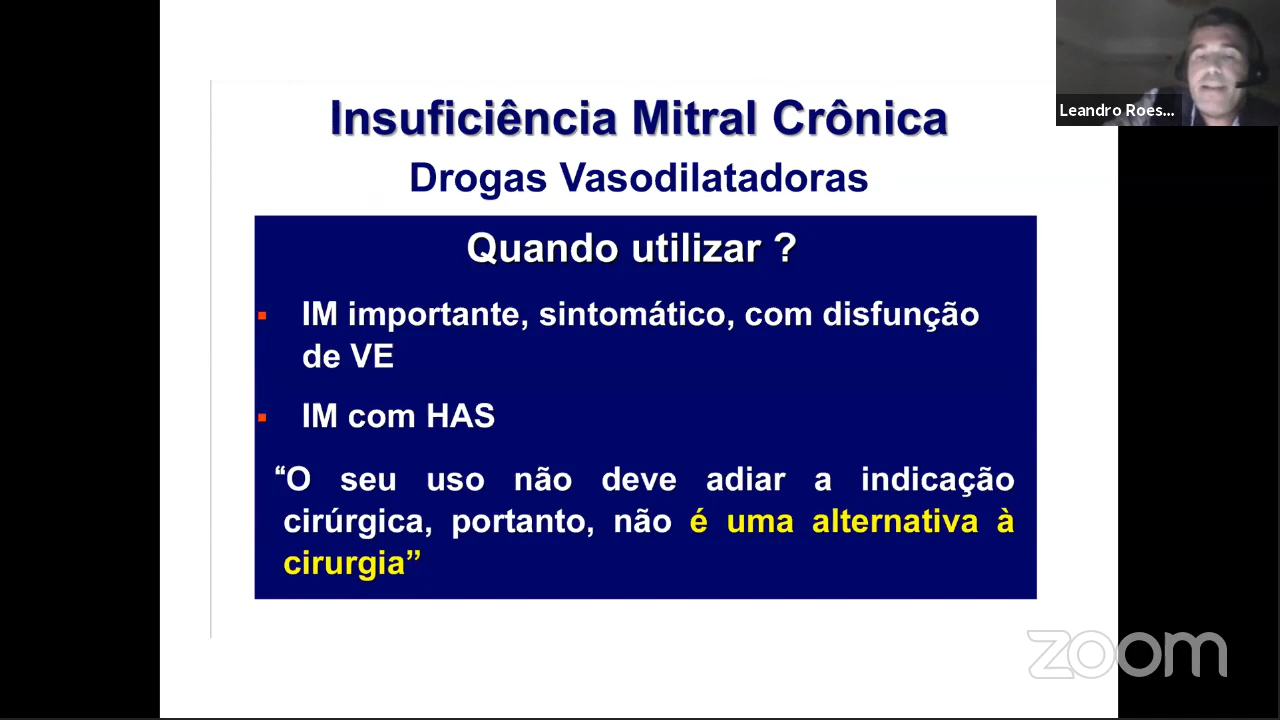 Insuficiência Mitral Crônica
Drogas Vasodilatadoras
Quando utilizar ?
IM importante, sintomático, com disfunção
de VE
IM com HAS
“O seu uso não deve adiar a indicação
cirúrgica, portanto, não é uma alternativa à
cirurgia”
Leandro Roes...
zoom